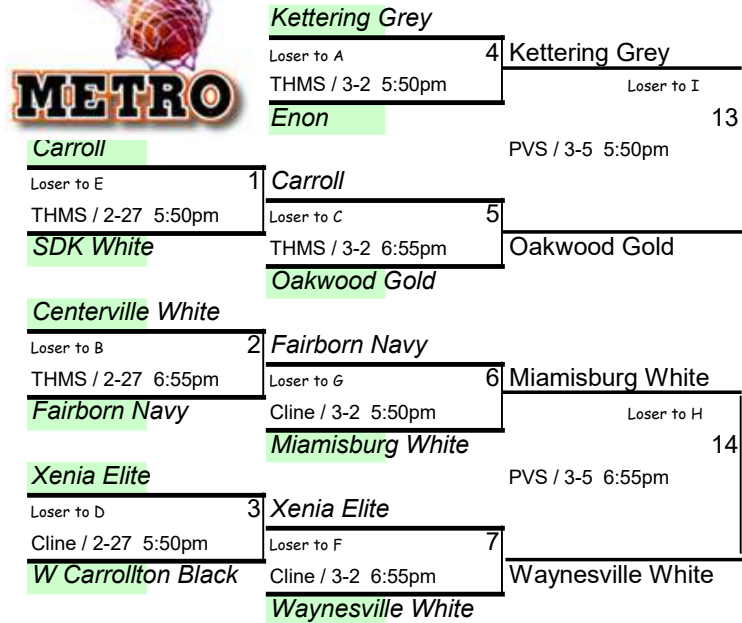 METRO
Kettering Grey
Loser to A
4
Kettering Grey
THMS / 3-2 5:50pm
Loser to I
Enon
13
Carroll
PVS / 3-5 5:50pm
Loser to E
1
Carroll
THMS / 2-27 5:50pm
Loser to C
5
SDK White
THMS / 3-2 6:55pm
Oakwood Gold
Oakwood Gold
Centerville White
Loser to B
2
Fairborn Navy
THMS / 2-27 6:55pm
Loser to G
6
Miamisburg White
Fairborn Navy
Cline / 3-2 5:50pm
Loser to H
Miamisburg White
14
Xenia Elite
PVS / 3-5 6:55pm
Loser to D
3
Xenia Elite
Cline / 2-27 5:50pm
Loser to F
7
W Carrollton Black
Cline / 3-2 6:55pm
Waynesville White
Waynesville White